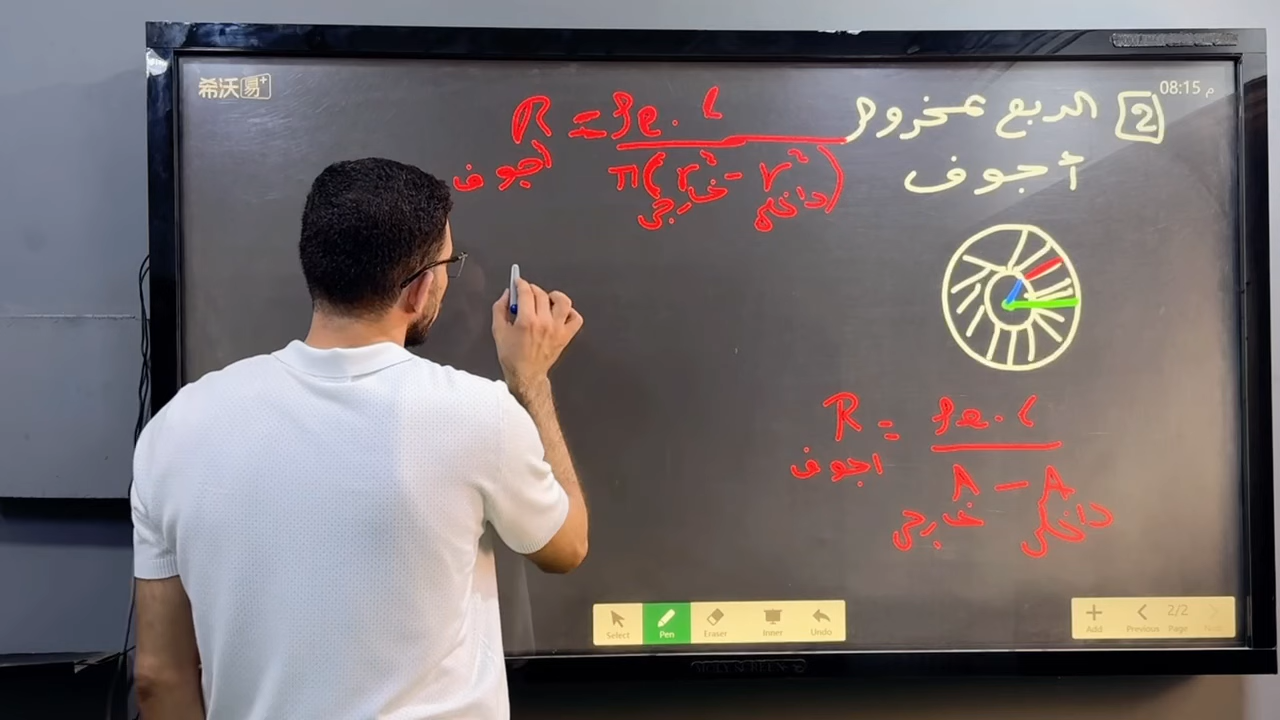 希沃易+
08:15 م
2 الدبع مخروم
أجوف
R أجوف = ρe . L
π(r² خارجي - r² داخلي)
R أجوف = ρe . L
A خارجي - A داخلي
Select Pen Eraser Inner Undo
Add Previous 2/2 Page Next